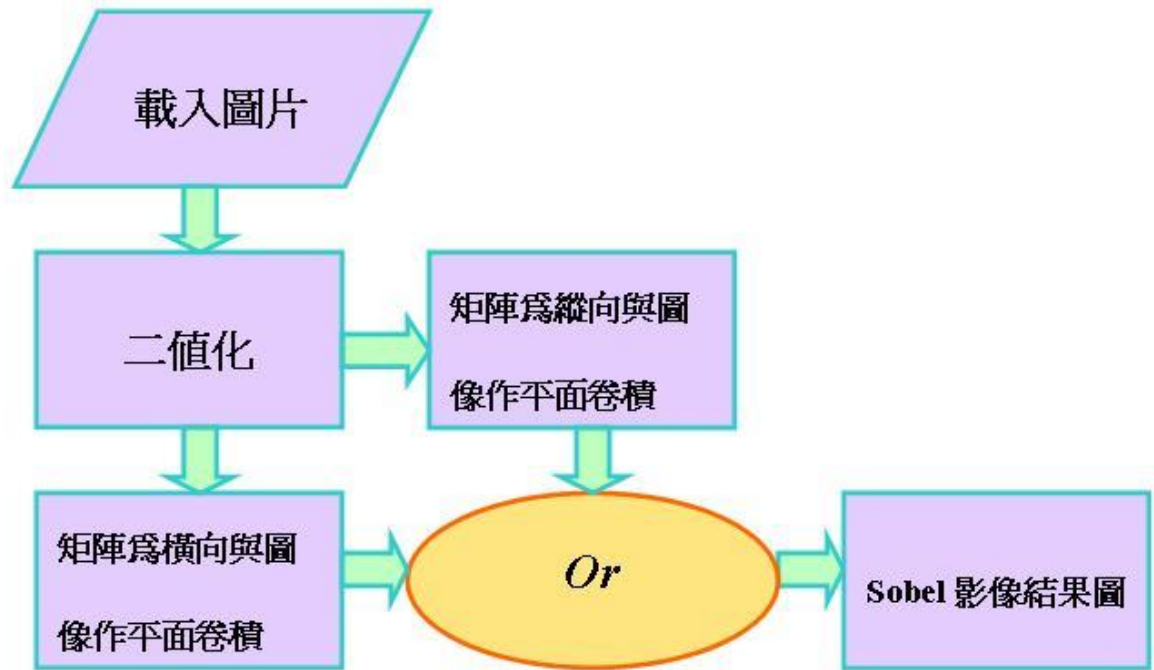 載入圖片
二值化
矩陣爲縱向與圖
像作平面卷積
矩陣爲橫向與圖
像作平面卷積
Or
Sobel 影像結果圖